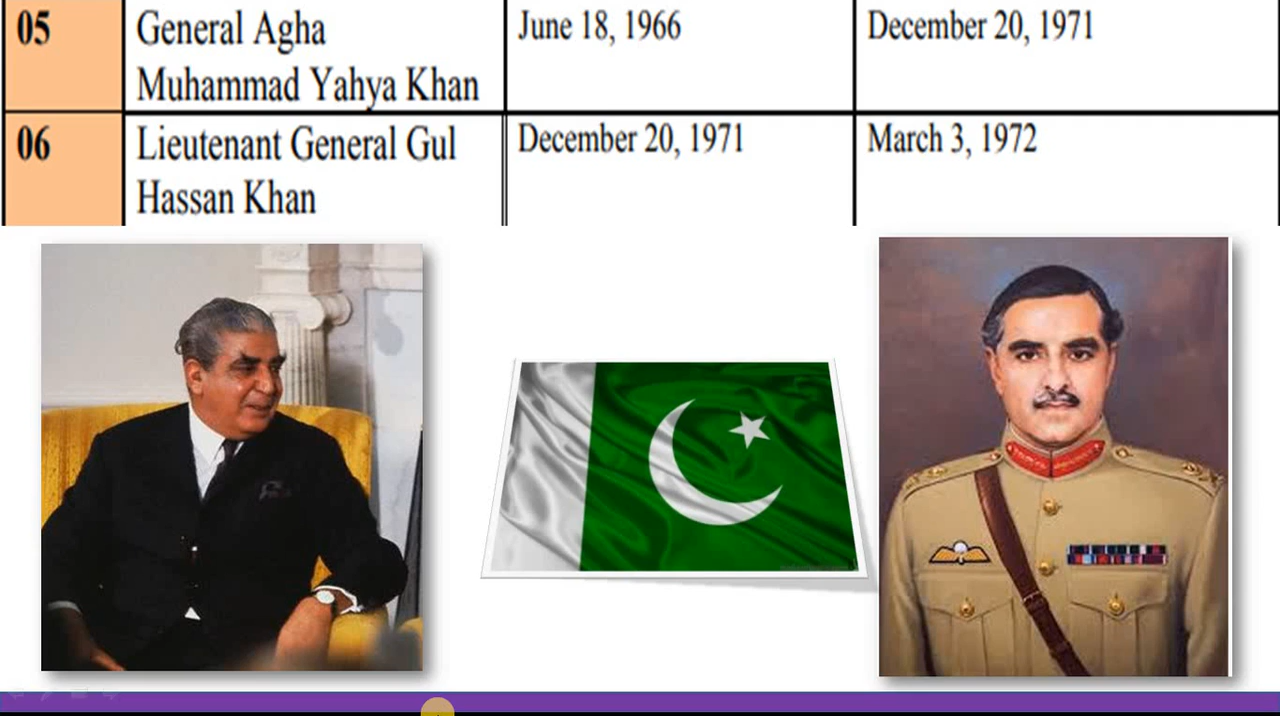 05 General Agha June 18, 1966 December 20, 1971
Muhammad Yahya Khan
06 Lieutenant General Gul December 20, 1971 March 3, 1972
Hassan Khan